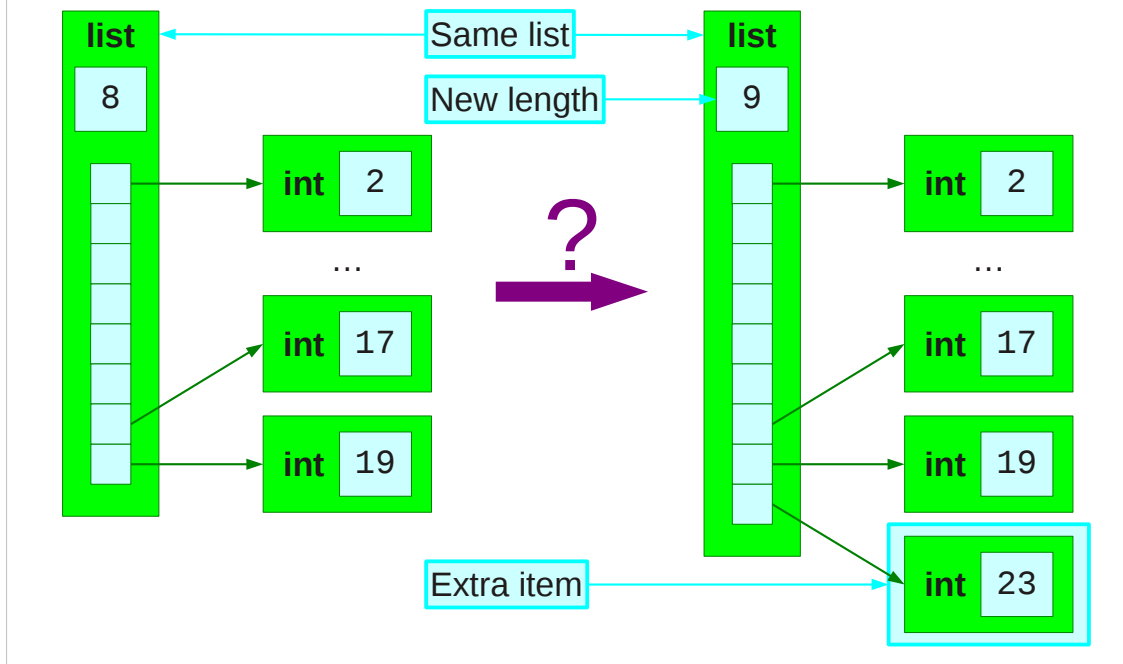 list
Same list
list
8
New length
9
int 2
int 2
?
...
...
int 17
int 17
int 19
int 19
Extra item
int 23